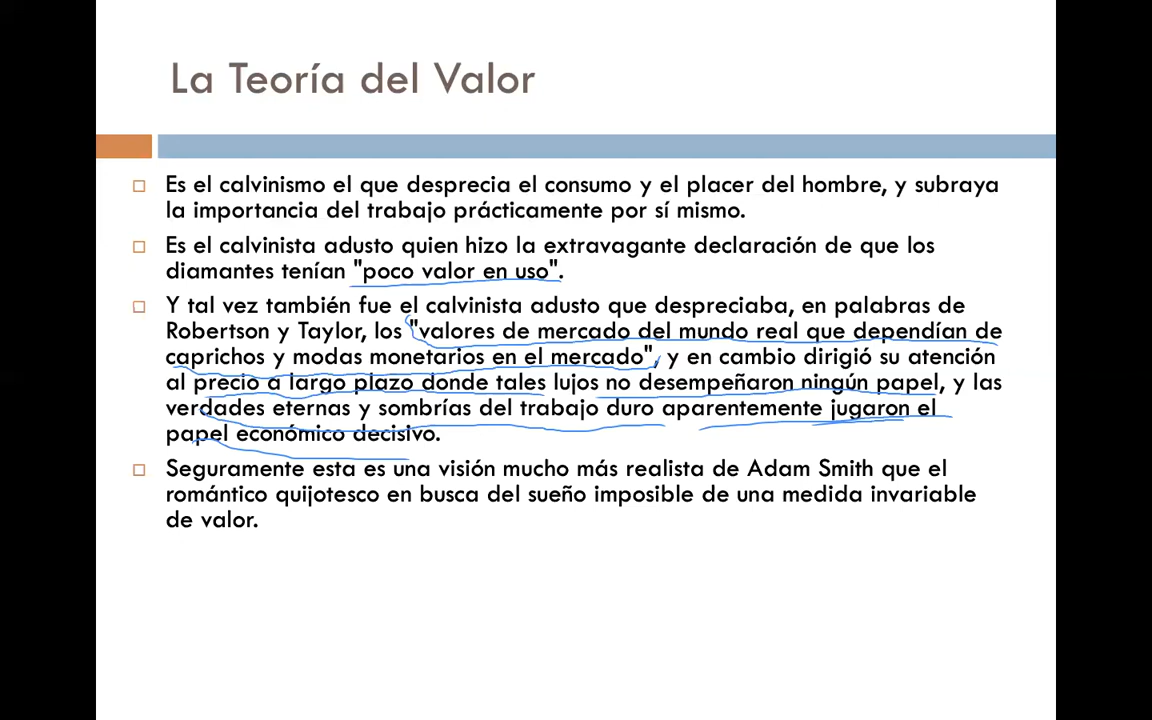 La Teoría del Valor
Es el calvinismo el que desprecia el consumo y el placer del hombre, y subraya
la importancia del trabajo prácticamente por sí mismo.
Es el calvinista adusto quien hizo la extravagante declaración de que los
diamantes tenían "poco valor en uso".
Y tal vez también fue el calvinista adusto que despreciaba, en palabras de
Robertson y Taylor, los "valores de mercado del mundo real que dependían de
caprichos y modas monetarios en el mercado", y en cambio dirigió su atención
al precio a largo plazo donde tales lujos no desempeñaron ningún papel, y las
verdades eternas y sombrías del trabajo duro aparentemente jugaron el
papel económico decisivo.
Seguramente esta es una visión mucho más realista de Adam Smith que el
romántico quijotesco en busca del sueño imposible de una medida invariable
de valor.